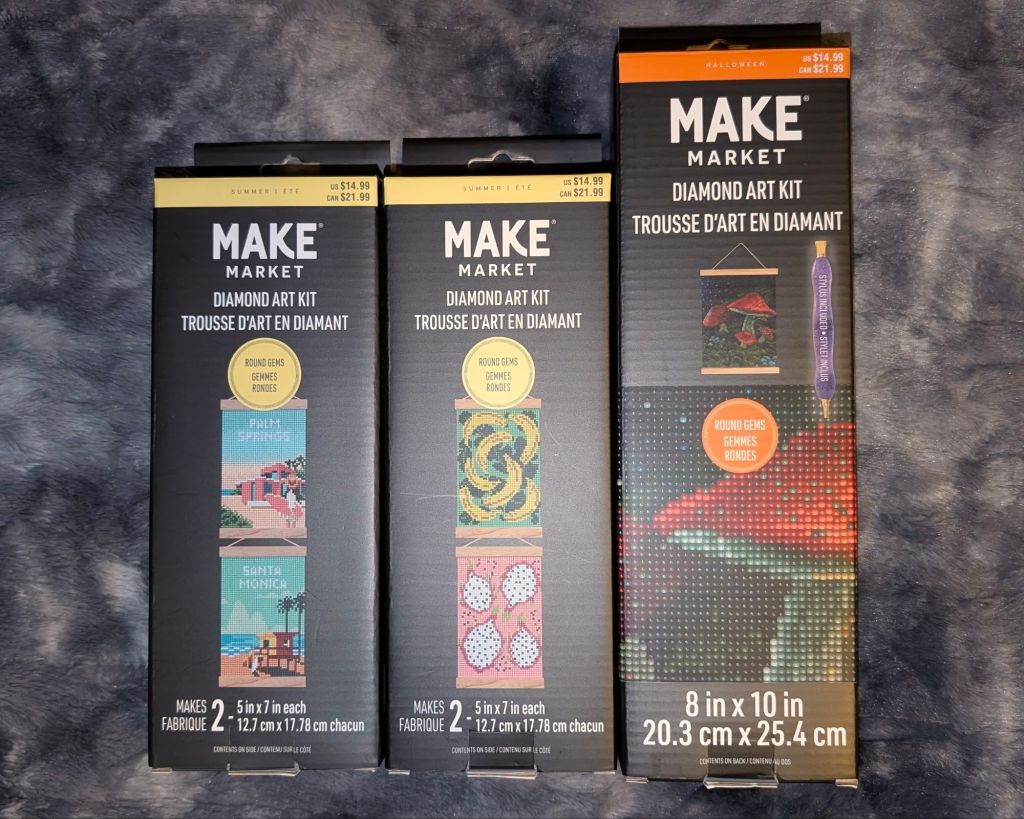 SUMMER | ÉTÉ
US $14.99
CAN $21.99
MAKE®
MARKET
DIAMOND ART KIT
TROUSSE D'ART EN DIAMANT
ROUND GEMS
GEMMES
RONDES
PALM
SPRINGS
SANTA
MONICA
MAKES
FABRIQUE
2-
5 in x 7 in each
12.7 cm x 17.78 cm chacun
CONTENTS ON SIDE / CONTENU SUR LE CÔTÉ
SUMMER | ÉTÉ
US $14.99
CAN $21.99
MAKE®
MARKET
DIAMOND ART KIT
TROUSSE D'ART EN DIAMANT
ROUND GEMS
GEMMES
RONDES
MAKES
FABRIQUE
2-
5 in x 7 in each
12.7 cm x 17.78 cm chacun
CONTENTS ON SIDE / CONTENU SUR LE CÔTÉ
HALLOWEEN
US $14.99
CAN $21.99
MAKE®
MARKET
DIAMOND ART KIT
TROUSSE D'ART EN DIAMANT
STYLUS INCLUDED • STYLET INCLUS
ROUND GEMS
GEMMES
RONDES
8 in x 10 in
20.3 cm x 25.4 cm
CONTENTS ON BACK / CONTENU AU DOS